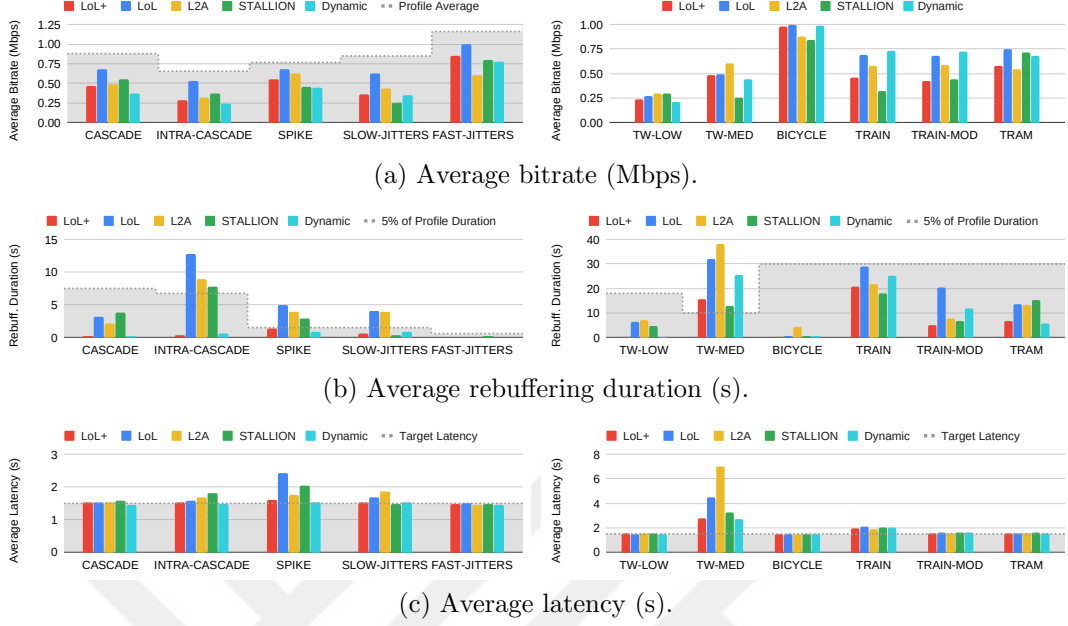 LoL+ LoL L2A STALLION Dynamic Profile Average
Average Bitrate (Mbps)
1.25
1.00
0.75
0.50
0.25
0.00
CASCADE INTRA-CASCADE SPIKE SLOW-JITTERS FAST-JITTERS
LoL+ LoL L2A STALLION Dynamic
Average Bitrate (Mbps)
1.00
0.75
0.50
0.25
0.00
TW-LOW TW-MED BICYCLE TRAIN TRAIN-MOD TRAM
(a) Average bitrate (Mbps).
LoL+ LoL L2A STALLION Dynamic 5% of Profile Duration
Rebuff. Duration (s)
15
10
5
0
CASCADE INTRA-CASCADE SPIKE SLOW-JITTERS FAST-JITTERS
LoL+ LoL L2A STALLION Dynamic 5% of Profile Duration
Rebuff. Duration (s)
40
30
20
10
0
TW-LOW TW-MED BICYCLE TRAIN TRAIN-MOD TRAM
(b) Average rebuffering duration (s).
LoL+ LoL L2A STALLION Dynamic Target Latency
Average Latency (s)
3
2
1
0
CASCADE INTRA-CASCADE SPIKE SLOW-JITTERS FAST-JITTERS
LoL+ LoL L2A STALLION Dynamic Target Latency
Average Latency (s)
8
6
4
2
0
TW-LOW TW-MED BICYCLE TRAIN TRAIN-MOD TRAM
(c) Average latency (s).